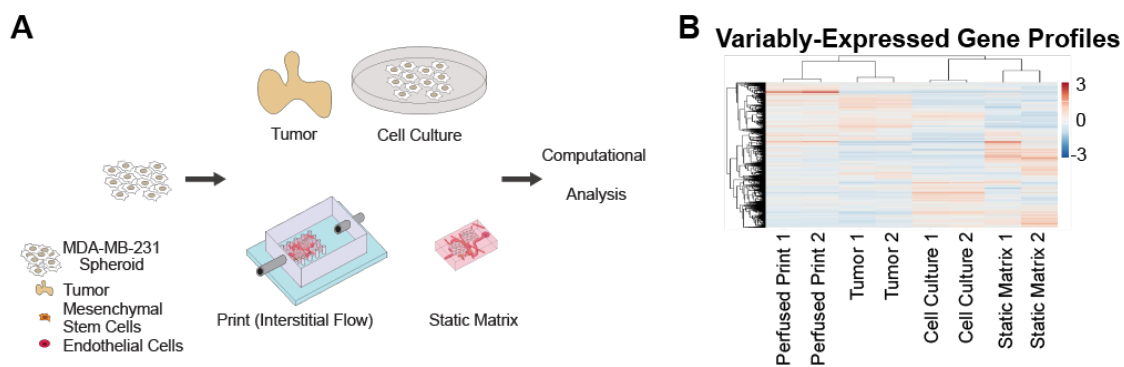 A
Tumor
Cell Culture
Computational
Analysis
MDA-MB-231
Spheroid
Tumor
Mesenchymal
Stem Cells
Endothelial Cells
Print (Interstitial Flow)
Static Matrix
B
Variably-Expressed Gene Profiles
3
0
-3
Perfused Print 1
Perfused Print 2
Tumor 1
Tumor 2
Cell Culture 1
Cell Culture 2
Static Matrix 1
Static Matrix 2